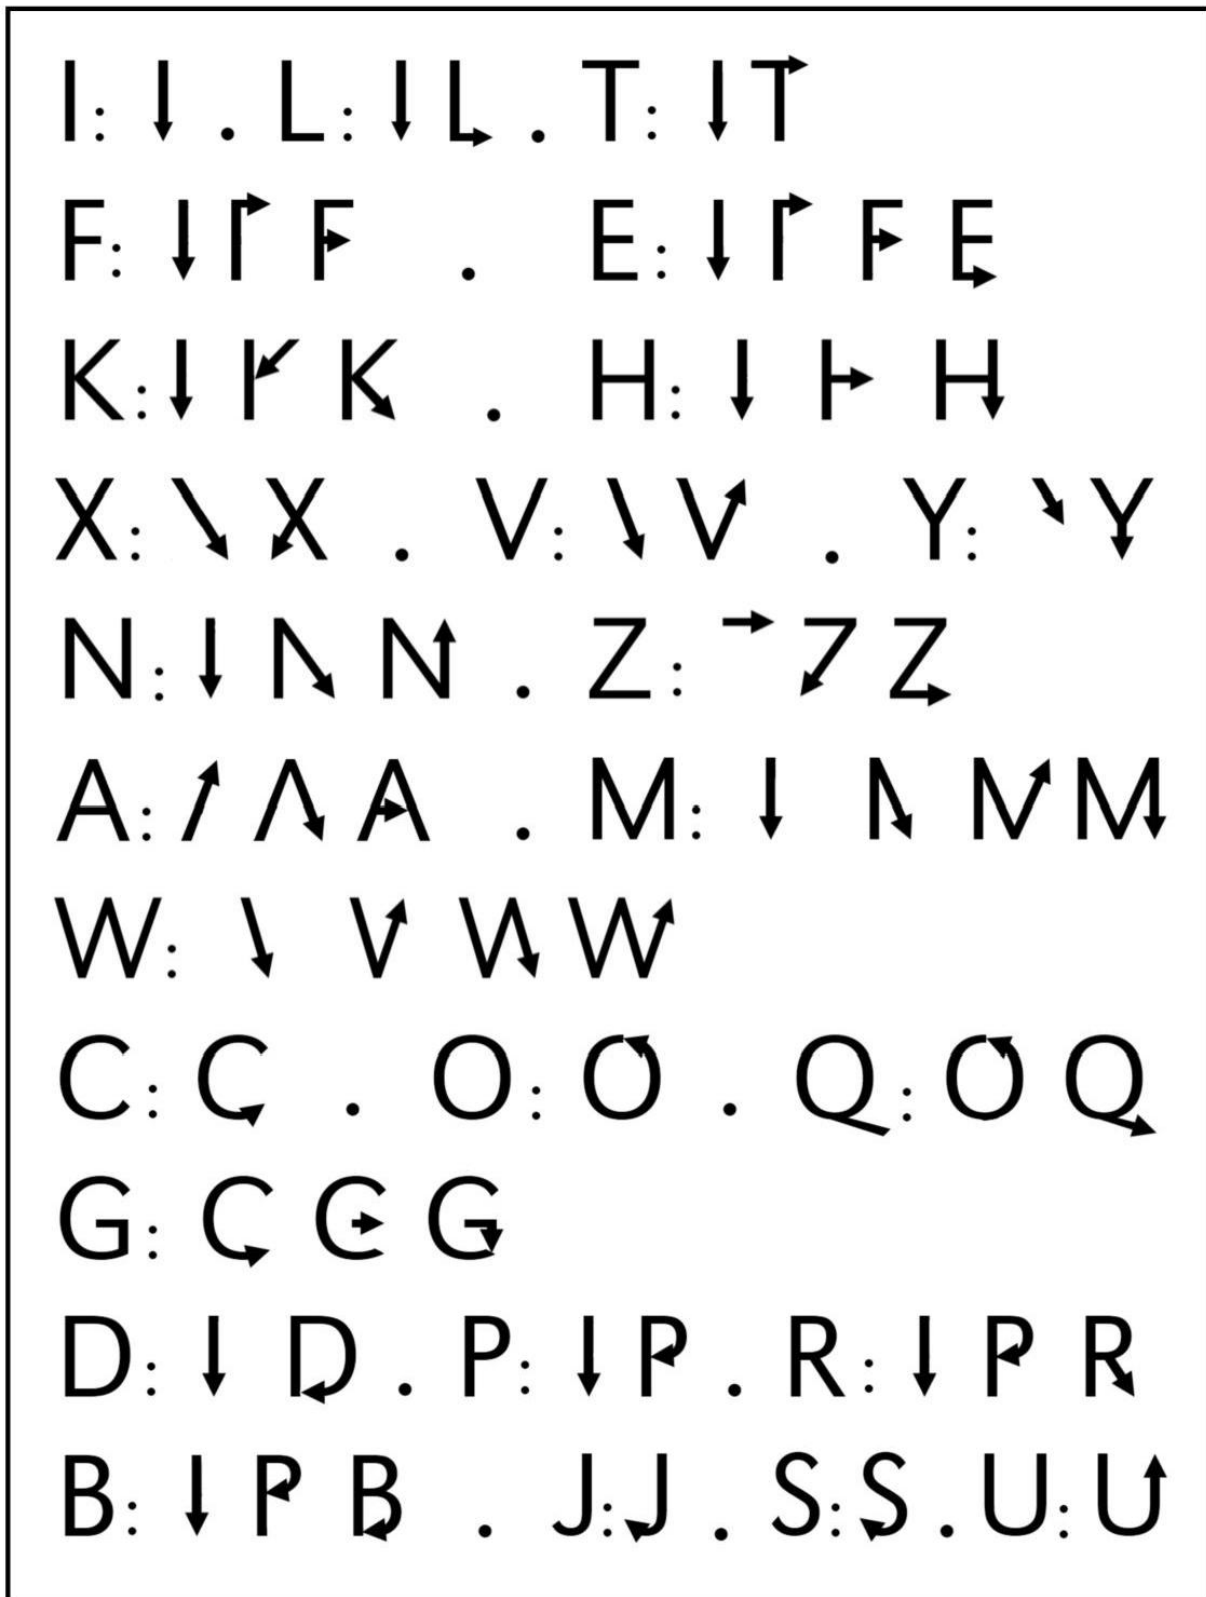 I: ↓ . L: ↓ L . T: ↓ T
F: ↓ Γ F . E: ↓ Γ F E
K: ↓ K . H: ↓ Ͱ H
X: ↘ X . V: ↘ V . Y: ↘ Y
N: ↓ N . Z: → 7 Z
A: ↗ Λ A . M: ↓ M
W: ↘ V W
C: C . O: O . Q: O Q
G: C G
D: ↓ D . P: ↓ P . R: ↓ P R
B: ↓ P B . J: J . S: S . U: U